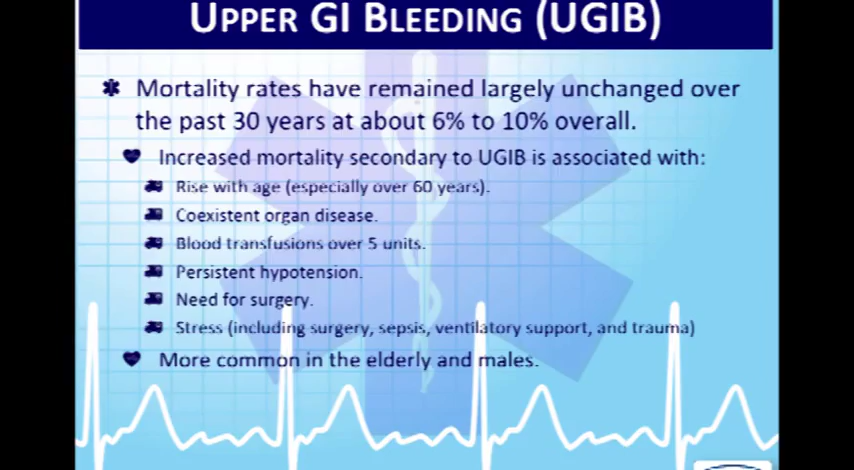 UPPER GI BLEEDING (UGIB)
Mortality rates have remained largely unchanged over
the past 30 years at about 6% to 10% overall.
Increased mortality secondary to UGIB is associated with:
Rise with age (especially over 60 years).
Coexistent organ disease.
Blood transfusions over 5 units.
Persistent hypotension.
Need for surgery.
Stress (including surgery, sepsis, ventilatory support, and trauma)
More common in the elderly and males.